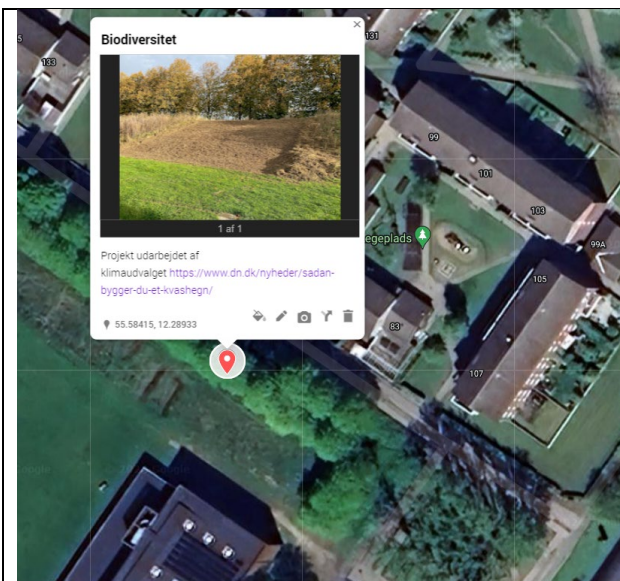 Biodiversitet
1 af 1
Projekt udarbejdet af
klimaudvalget https://www.dn.dk/nyheder/sadan-
bygger-du-et-kvashegn/
55.58415, 12.28933
133
131
99
101
103
99A
egeplads
105
83
107